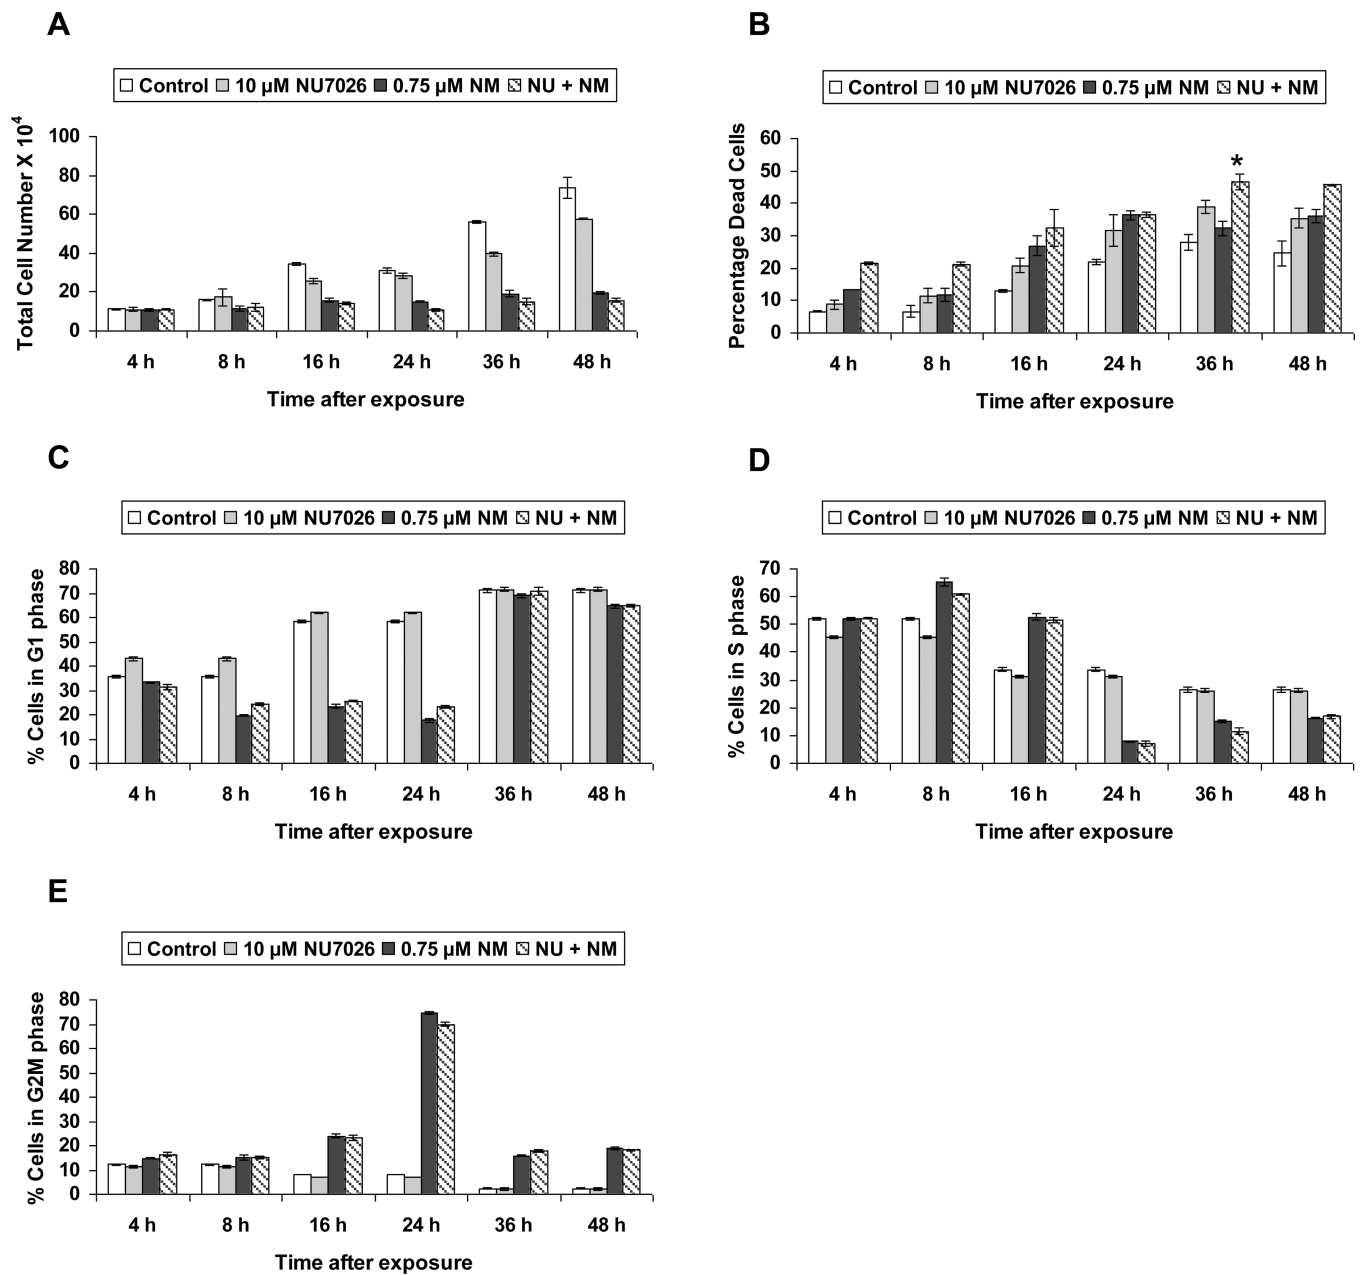 A
Control 10 µM NU7026 0.75 µM NM NU + NM
Total Cell Number X 10⁴
100
80
60
40
20
0
4 h 8 h 16 h 24 h 36 h 48 h
Time after exposure
B
Control 10 µM NU7026 0.75 µM NM NU + NM
Percentage Dead Cells
60
50
40
30
20
10
0
*
4 h 8 h 16 h 24 h 36 h 48 h
Time after exposure
C
Control 10 µM NU7026 0.75 µM NM NU + NM
% Cells in G1 phase
80
70
60
50
40
30
20
10
0
4 h 8 h 16 h 24 h 36 h 48 h
Time after exposure
D
Control 10 µM NU7026 0.75 µM NM NU + NM
% Cells in S phase
70
60
50
40
30
20
10
0
4 h 8 h 16 h 24 h 36 h 48 h
Time after exposure
E
Control 10 µM NU7026 0.75 µM NM NU + NM
% Cells in G2M phase
80
70
60
50
40
30
20
10
0
4 h 8 h 16 h 24 h 36 h 48 h
Time after exposure